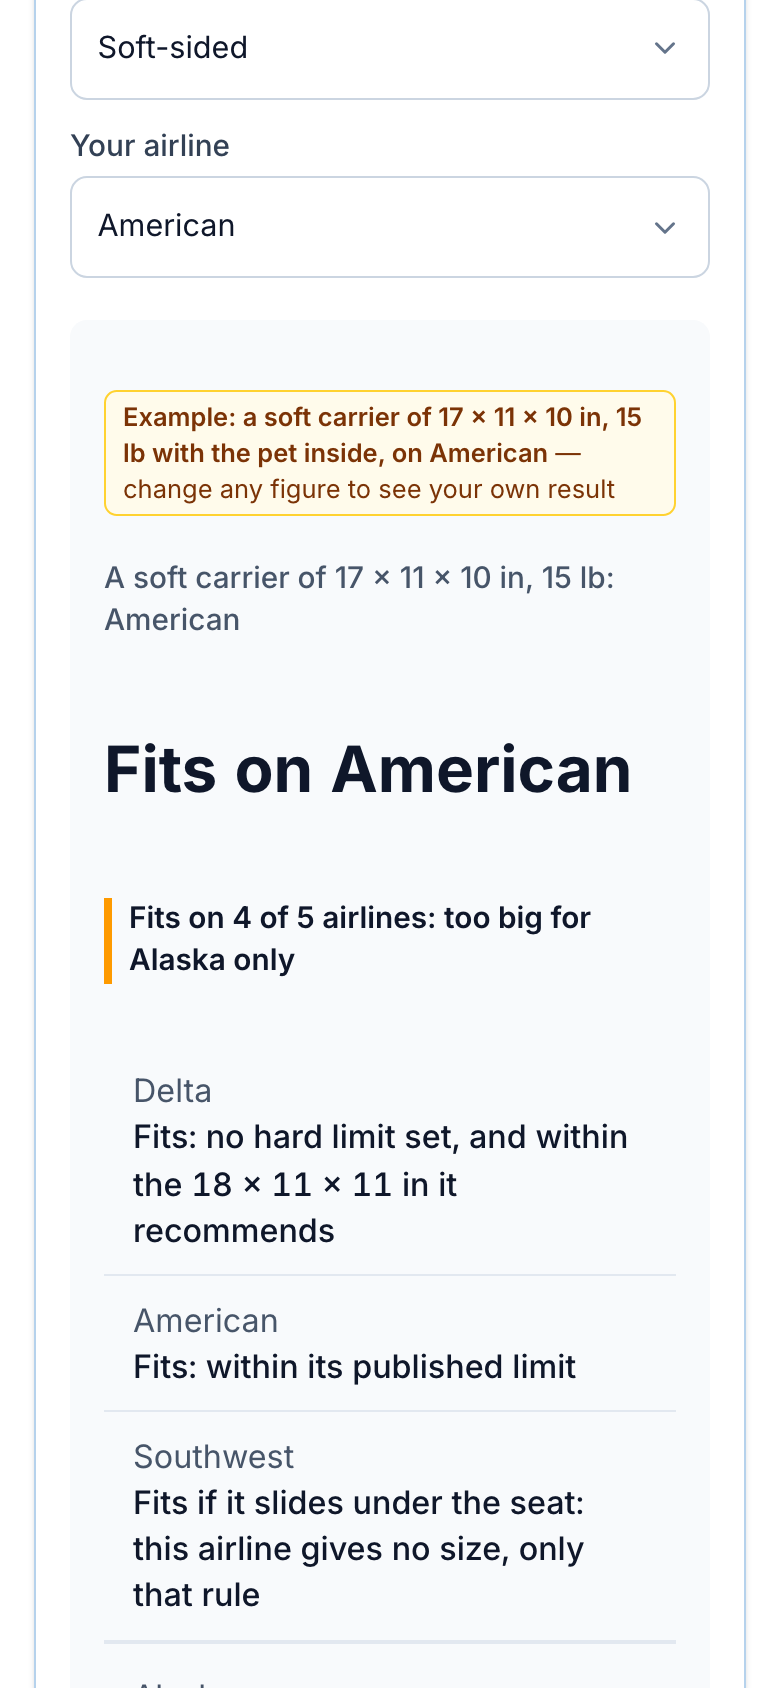 Soft-sided
Your airline
American
Example: a soft carrier of 17 × 11 × 10 in, 15
lb with the pet inside, on American —
change any figure to see your own result
A soft carrier of 17 × 11 × 10 in, 15 lb:
American
Fits on American
Fits on 4 of 5 airlines: too big for
Alaska only
Delta
Fits: no hard limit set, and within
the 18 × 11 × 11 in it
recommends
American
Fits: within its published limit
Southwest
Fits if it slides under the seat:
this airline gives no size, only
that rule